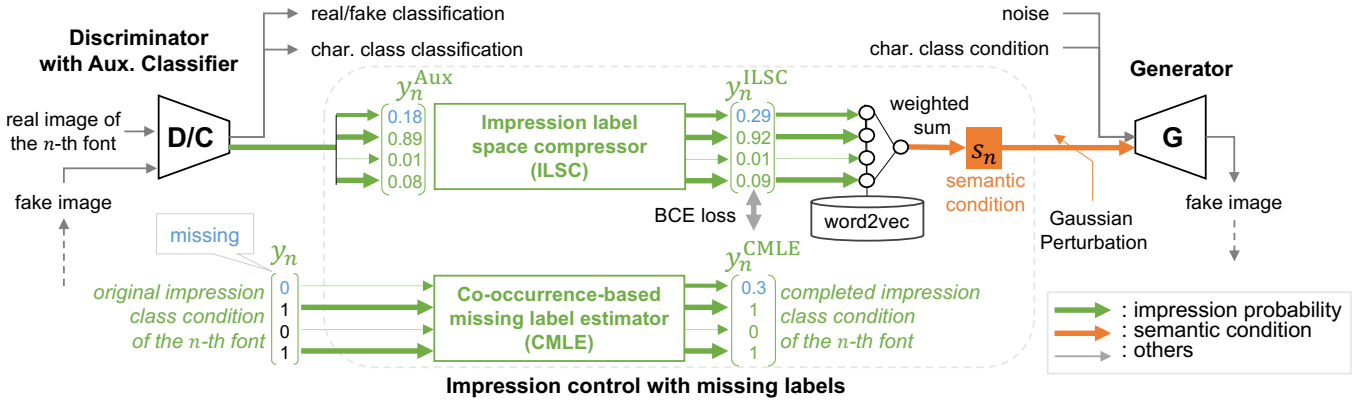 real/fake classification
char. class classification
Discriminator
with Aux. Classifier
real image of
the n-th font
D/C
fake image
y_n^Aux
0.18
0.89
0.01
0.08
Impression label
space compressor
(ILSC)
y_n^ILSC
0.29
0.92
0.01
0.09
BCE loss
weighted
sum
word2vec
s_n
semantic
condition
noise
char. class condition
Generator
G
fake image
Gaussian
Perturbation
missing
y_n
0
1
0
1
original impression
class condition
of the n-th font
Co-occurrence-based
missing label estimator
(CMLE)
y_n^CMLE
0.3
1
0
1
completed impression
class condition
of the n-th font
Impression control with missing labels
: impression probability
: semantic condition
: others